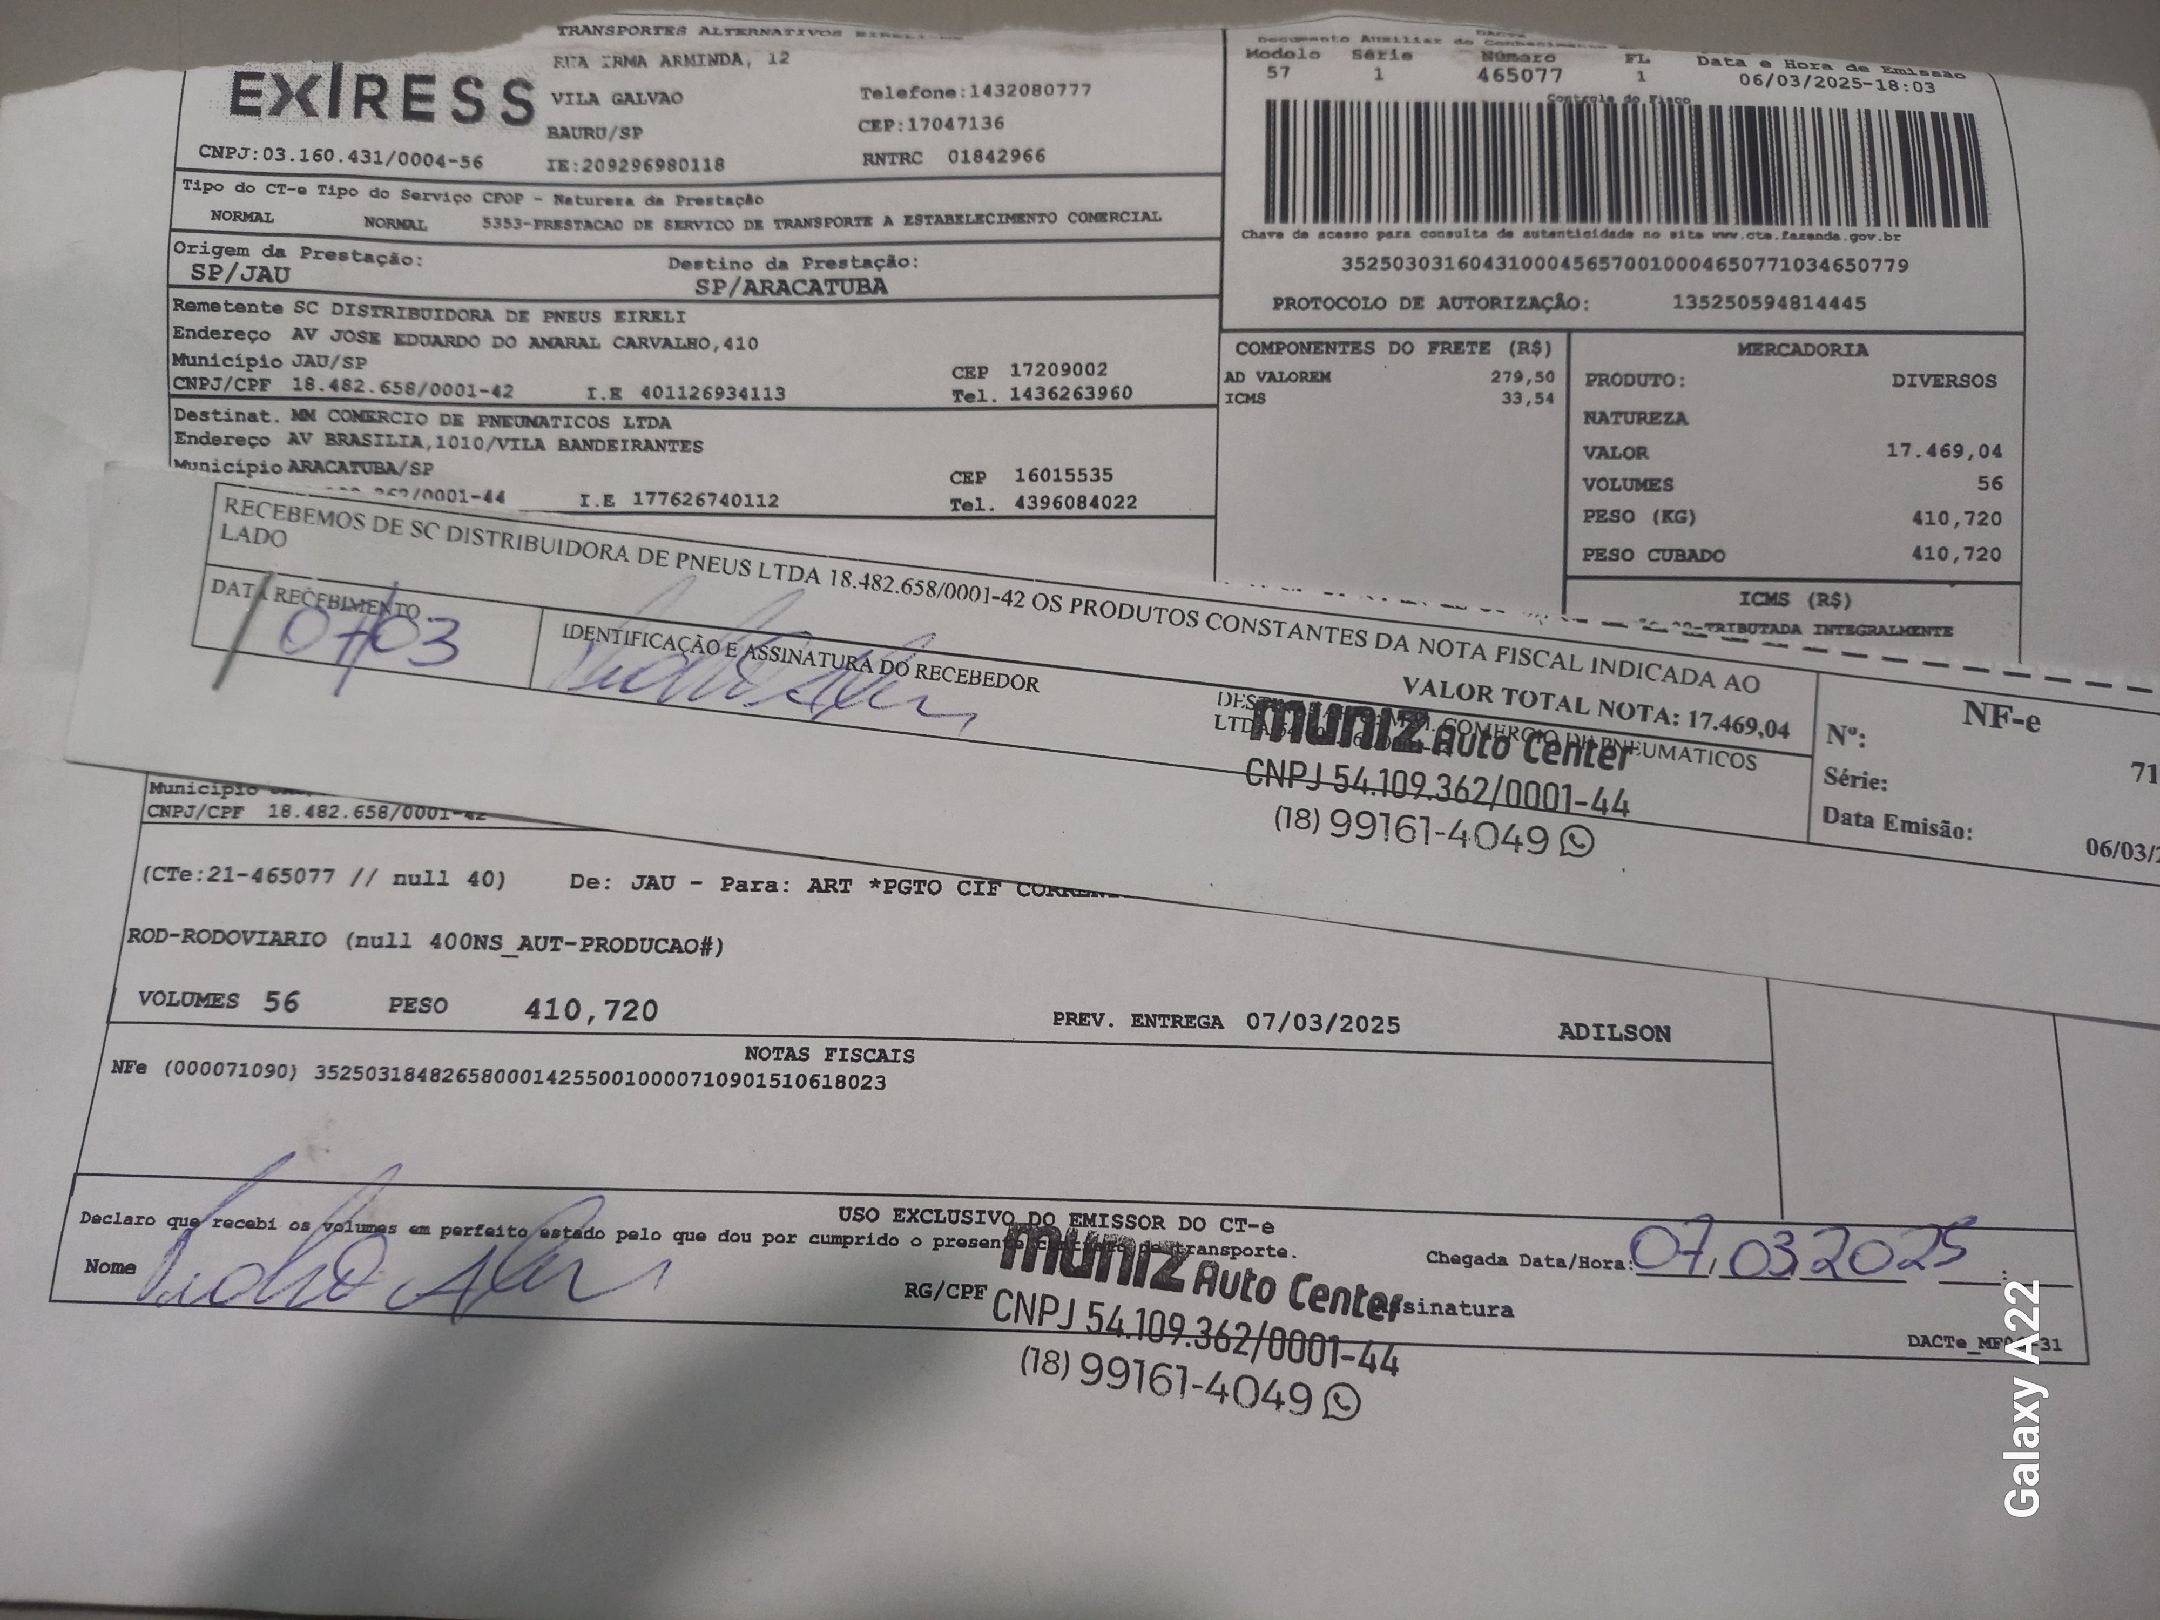 TRANSPORTES ALTERNATIVOS EIRELI
EXIRESS
RUA IRMA ARMINDA, 12
VILA GALVAO
Telefone:1432080777
BAURU/SP
CEP:17047136
CNPJ:03.160.431/0004-56
IE:209296980118
RNTRC 01842966
Modelo Série Número FL Data e Hora de Emissão
57 1 465077 1 06/03/2025-18:03
Controle do Fisco
Chave de acesso para consulta de autenticidade no site www.cte.fazenda.gov.br
35250303160431000456570010004650771034650779
PROTOCOLO DE AUTORIZAÇÃO: 135250594814445
Tipo do CT-e Tipo do Serviço CFOP - Natureza da Prestação
NORMAL NORMAL 5353-PRESTACAO DE SERVICO DE TRANSPORTE A ESTABELECIMENTO COMERCIAL
Origem da Prestação: Destino da Prestação:
SP/JAU SP/ARACATUBA
Remetente SC DISTRIBUIDORA DE PNEUS EIRELI
Endereço AV JOSE EDUARDO DO AMARAL CARVALHO,410
Município JAU/SP CEP 17209002
CNPJ/CPF 18.482.658/0001-42 I.E 401126934113 Tel. 1436263960
Destinat. MM COMERCIO DE PNEUMATICOS LTDA
Endereço AV BRASILIA,1010/VILA BANDEIRANTES
Município ARACATUBA/SP CEP 16015535
/0001-44 I.E 177626740112 Tel. 4396084022
COMPONENTES DO FRETE (R$)
AD VALOREM 279,50
ICMS 33,54
MERCADORIA
PRODUTO: DIVERSOS
NATUREZA
VALOR 17.469,04
VOLUMES 56
PESO (KG) 410,720
PESO CUBADO 410,720
ICMS (R$)
TRIBUTADA INTEGRALMENTE
RECEBEMOS DE SC DISTRIBUIDORA DE PNEUS LTDA 18.482.658/0001-42 OS PRODUTOS CONSTANTES DA NOTA FISCAL INDICADA AO
LADO
VALOR TOTAL NOTA: 17.469,04
DATA RECEBIMENTO
07/03
IDENTIFICAÇÃO E ASSINATURA DO RECEBEDOR
COMERCIO DE PNEUMATICOS
LTDA
muniz Auto Center
CNPJ 54.109.362/0001-44
(18) 99161-4049
NF-e
Nº:
71
Série:
Data Emissão:
06/03/
Município
CNPJ/CPF 18.482.658/0001-42
(CTe:21-465077 // null 40) De: JAU - Para: ART *PGTO CIF
ROD-RODOVIARIO (null 400NS_AUT-PRODUCAO#)
VOLUMES 56 PESO 410,720 PREV. ENTREGA 07/03/2025 ADILSON
NOTAS FISCAIS
NFe (000071090) 35250318482658000142550010000710901510618023
USO EXCLUSIVO DO EMISSOR DO CT-e
Declaro que recebi os volumes em perfeito estado pelo que dou por cumprido o presente contrato de transporte.
Nome RG/CPF Assinatura
Chegada Data/Hora: 07.03 2025 :
muniz Auto Center
CNPJ 54.109.362/0001-44
(18) 99161-4049
Galaxy A22